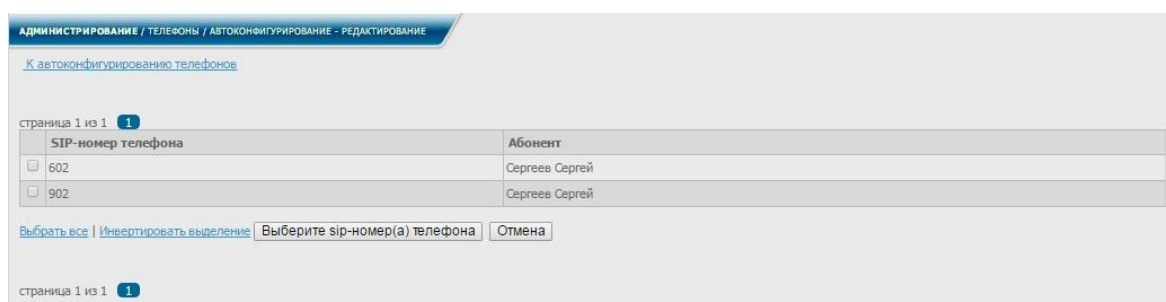 АДМИНИСТРИРОВАНИЕ / ТЕЛЕФОНЫ / АВТОКОНФИГУРИРОВАНИЕ - РЕДАКТИРОВАНИЕ
К автоконфигурированию телефонов
страница 1 из 1 1
SIP-номер телефона Абонент
602 Сергеев Сергей
902 Сергеев Сергей
Выбрать все | Инвертировать выделение Выберите sip-номер(а) телефона Отмена
страница 1 из 1 1